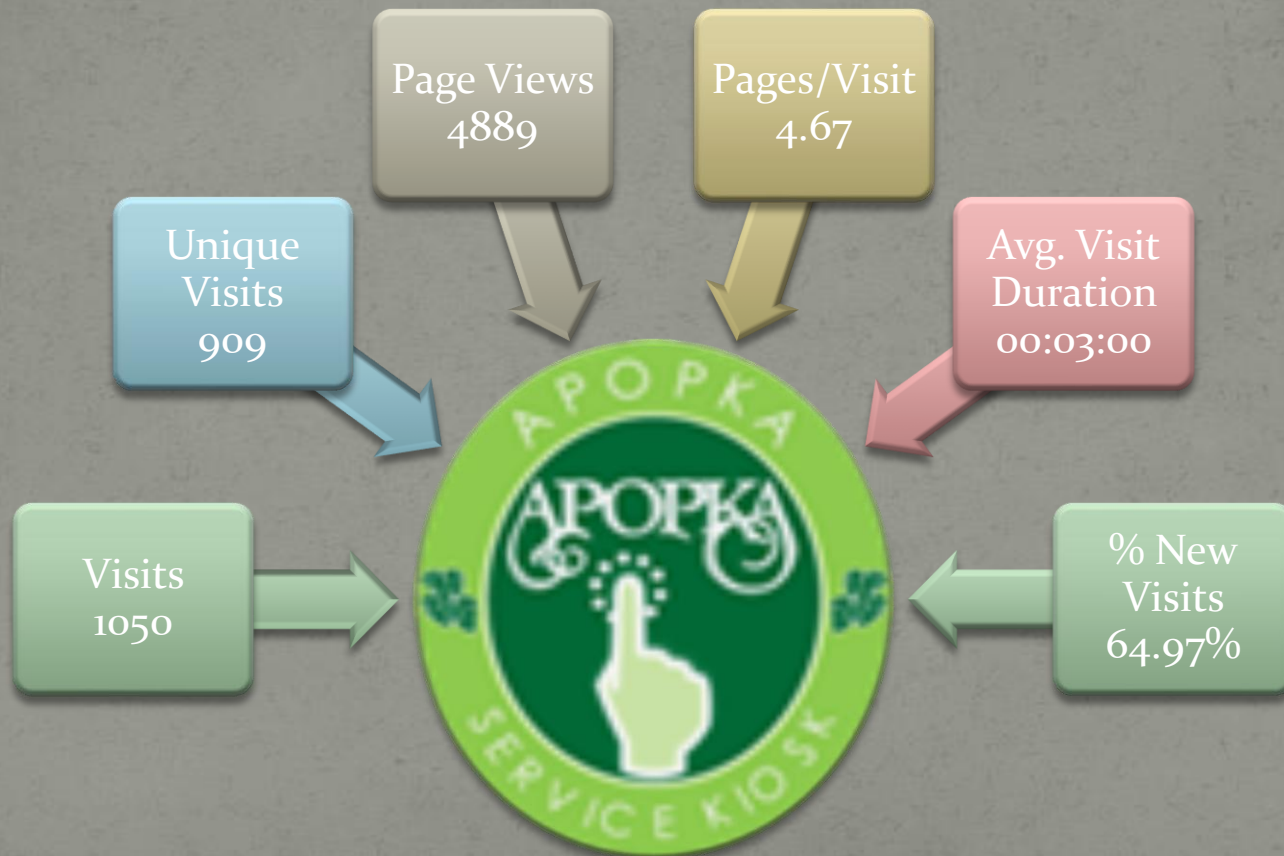 Page Views
4889
Pages/Visit
4.67
Unique
Visits
909
Avg. Visit
Duration
00:03:00
Visits
1050
% New
Visits
64.97%
APOPKA
APOPKA
SERVICE KIOSK